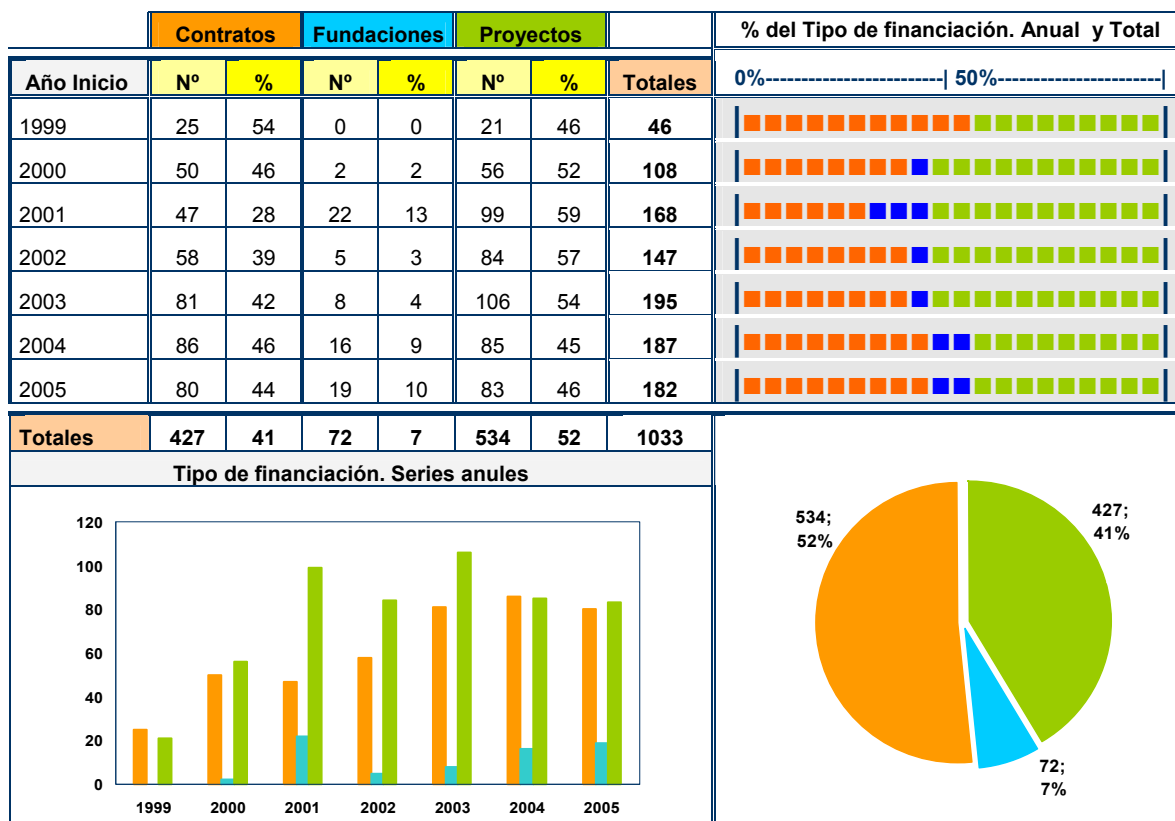 Contratos Fundaciones Proyectos % del Tipo de financiación. Anual y Total
Año Inicio Nº % Nº % Nº % Totales 0%-------------------------| 50%-----------------------|
1999 25 54 0 0 21 46 46
2000 50 46 2 2 56 52 108
2001 47 28 22 13 99 59 168
2002 58 39 5 3 84 57 147
2003 81 42 8 4 106 54 195
2004 86 46 16 9 85 45 187
2005 80 44 19 10 83 46 182
Totales 427 41 72 7 534 52 1033
Tipo de financiación. Series anules
120
100
80
60
40
20
0
1999 2000 2001 2002 2003 2004 2005
534;
52%
427;
41%
72;
7%